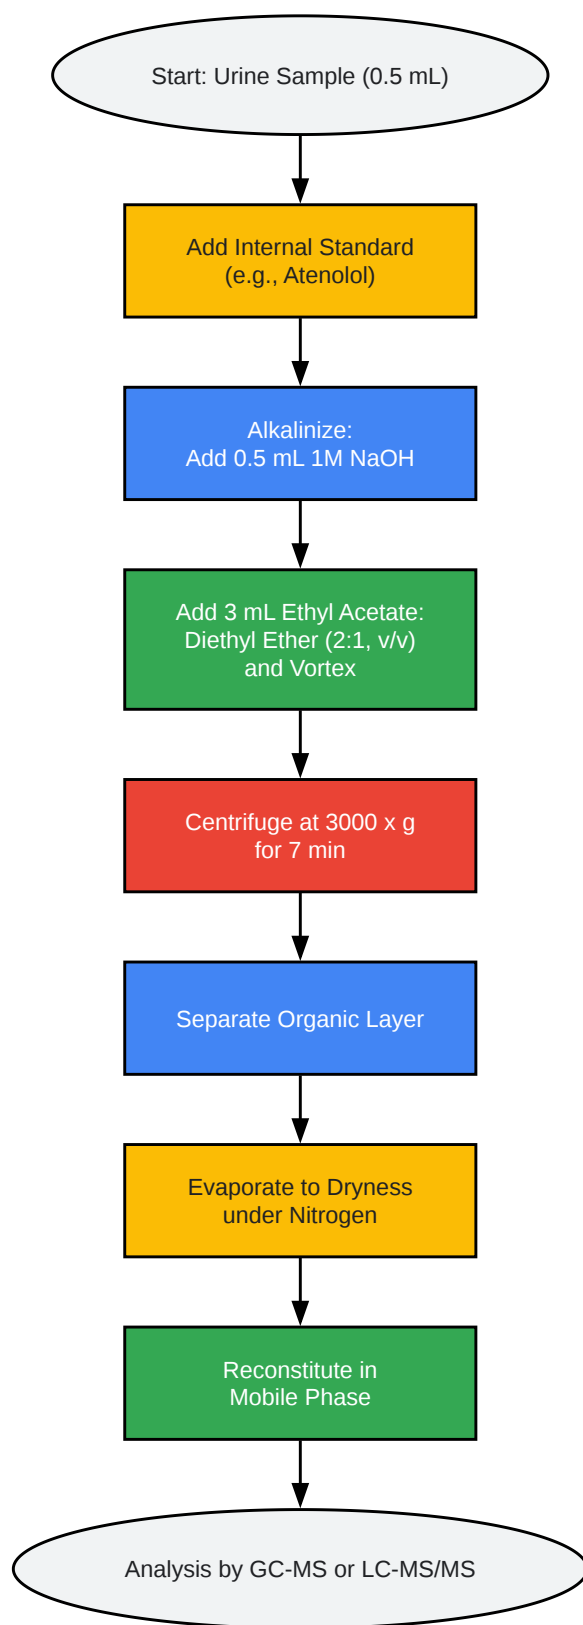 Start: Urine Sample (0.5 mL)
Add Internal Standard
(e.g., Atenolol)
Alkalinize:
Add 0.5 mL 1M NaOH
Add 3 mL Ethyl Acetate:
Diethyl Ether (2:1, v/v)
and Vortex
Centrifuge at 3000 x g
for 7 min
Separate Organic Layer
Evaporate to Dryness
under Nitrogen
Reconstitute in
Mobile Phase
Analysis by GC-MS or LC-MS/MS